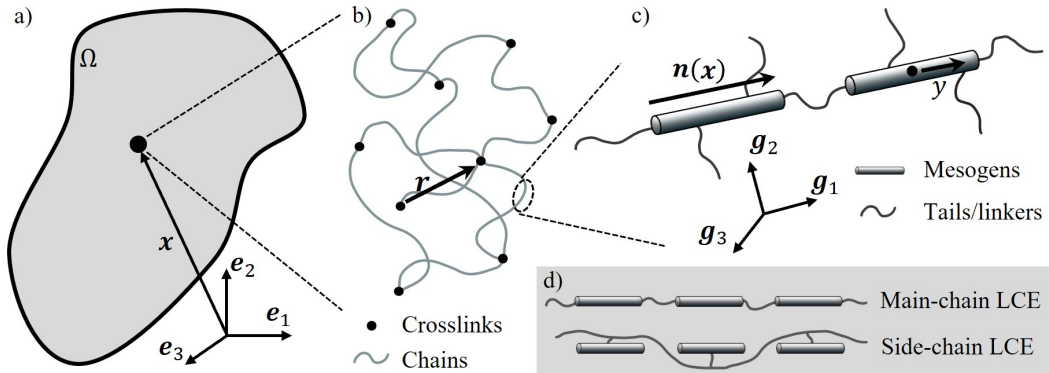 a)
Ω
x
e₂
e₁
e₃
b)
r
Crosslinks
Chains
c)
n(x)
y
g₂
g₁
g₃
Mesogens
Tails/linkers
d)
Main-chain LCE
Side-chain LCE